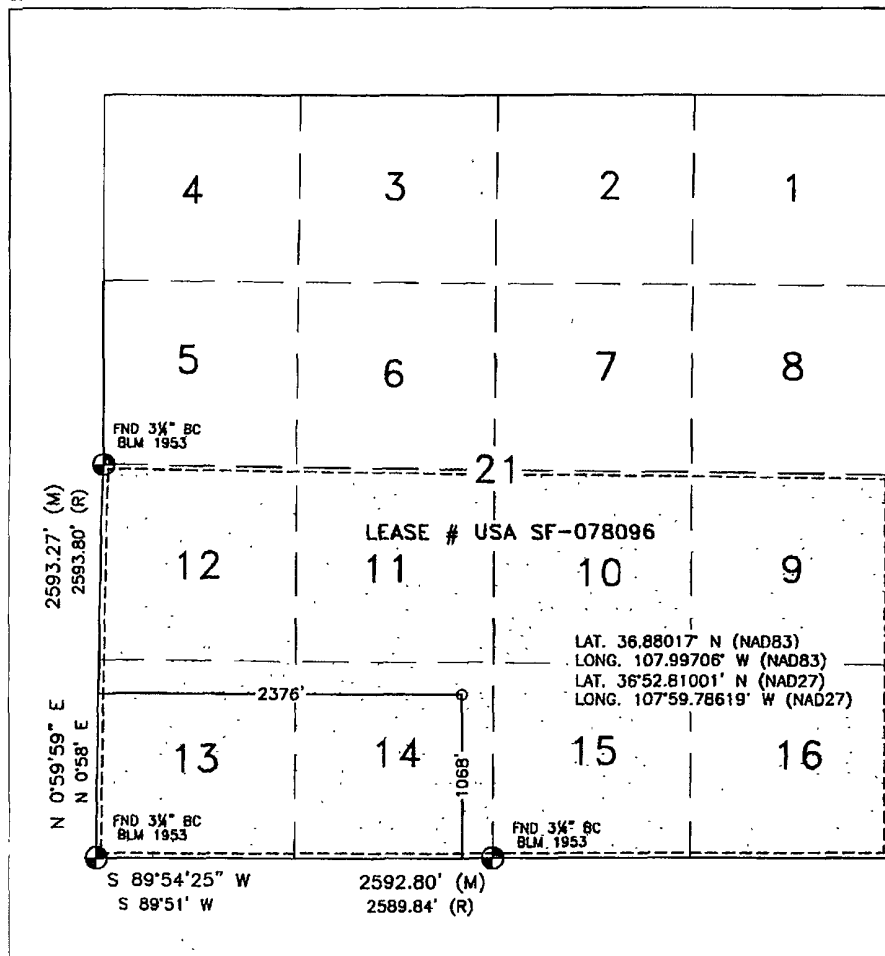 4 3 2 1
5 6 7 8
FND 3¼" BC
BLM 1953
21
2593.27' (M)
2593.80' (R)
LEASE # USA SF-078096
12 11 10 9
LAT. 36.88017° N (NAD83)
LONG. 107.99706° W (NAD83)
LAT. 36°52.81001' N (NAD27)
LONG. 107°59.78619' W (NAD27)
2376'
N 0°59'59" E
N 0°58' E
13 14 15 16
1068'
FND 3¼" BC
BLM 1953
FND 3¼" BC
BLM 1953
S 89°54'25" W 2592.80' (M)
S 89°51' W 2589.84' (R)